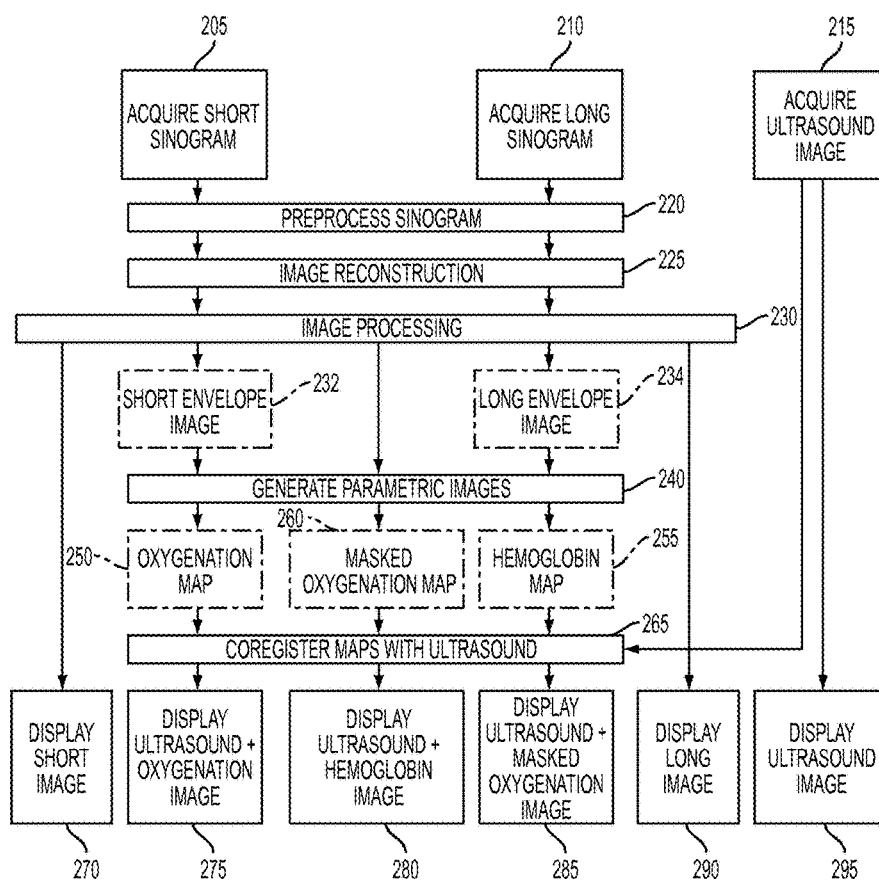 205
210
215
ACQUIRE SHORT
SINOGRAM
ACQUIRE LONG
SINOGRAM
ACQUIRE
ULTRASOUND
IMAGE
PREPROCESS SINOGRAM
220
IMAGE RECONSTRUCTION
225
IMAGE PROCESSING
230
SHORT ENVELOPE
IMAGE
232
LONG ENVELOPE
IMAGE
234
GENERATE PARAMETRIC IMAGES
240
250
OXYGENATION
MAP
260
MASKED
OXYGENATION MAP
HEMOGLOBIN
MAP
255
COREGISTER MAPS WITH ULTRASOUND
265
DISPLAY
SHORT
IMAGE
DISPLAY
ULTRASOUND +
OXYGENATION
IMAGE
DISPLAY
ULTRASOUND +
HEMOGLOBIN
IMAGE
DISPLAY
ULTRASOUND +
MASKED
OXYGENATION
IMAGE
DISPLAY
LONG
IMAGE
DISPLAY
ULTRASOUND
IMAGE
270
275
280
285
290
295